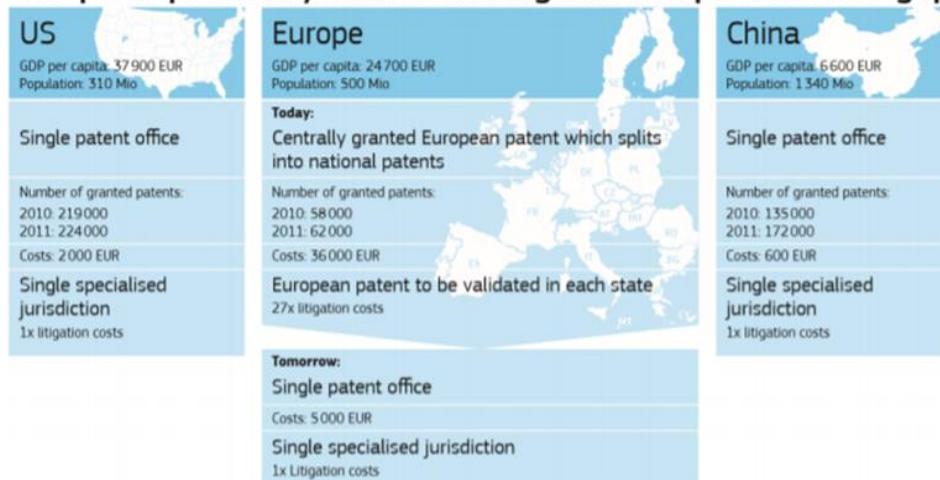 US
GDP per capita: 37 900 EUR
Population: 310 Mio
Single patent office
Number of granted patents:
2010: 219 000
2011: 224 000
Costs: 2 000 EUR
Single specialised
jurisdiction
1x litigation costs
Europe
GDP per capita: 24 700 EUR
Population: 500 Mio
Today:
Centrally granted European patent which splits
into national patents
Number of granted patents:
2010: 58 000
2011: 62 000
Costs: 36 000 EUR
European patent to be validated in each state
27x litigation costs
Tomorrow:
Single patent office
Costs: 5 000 EUR
Single specialised jurisdiction
1x Litigation costs
China
GDP per capita: 6 600 EUR
Population: 1 340 Mio
Single patent office
Number of granted patents:
2010: 135 000
2011: 172 000
Costs: 600 EUR
Single specialised
jurisdiction
1x litigation costs